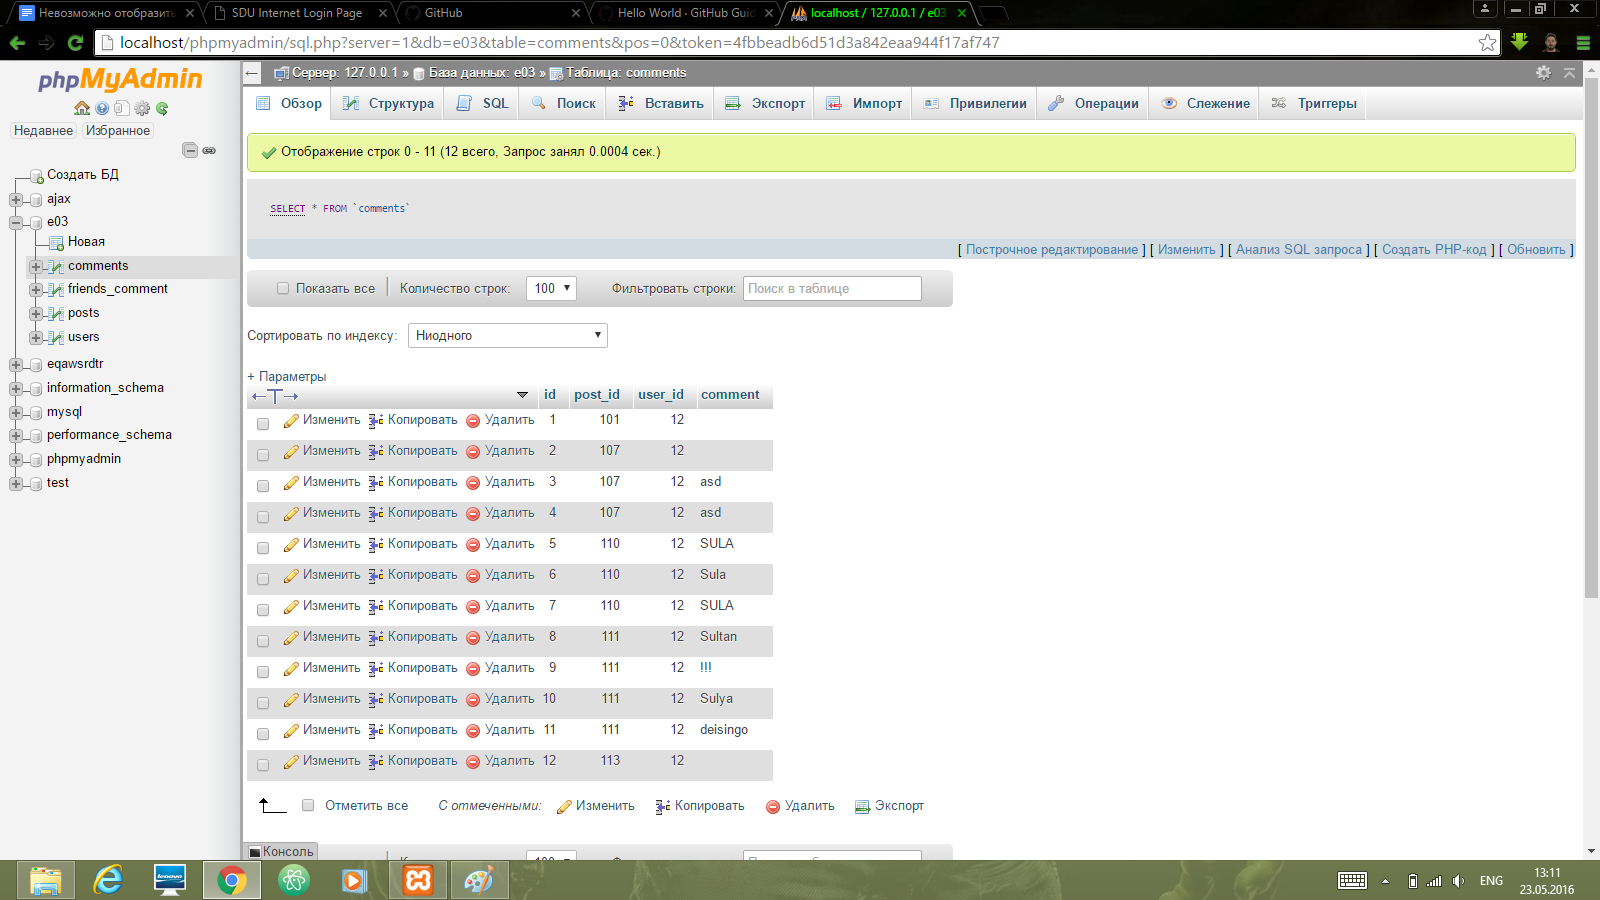 Невозможно отобразить
SDU Internet Login Page
GitHub
Hello World · GitHub Guid
localhost / 127.0.0.1 / e03
localhost/phpmyadmin/sql.php?server=1&db=e03&table=comments&pos=0&token=4fbbeadb6d51d3a842eaa944f17af747
phpMyAdmin
Недавнее Избранное
Создать БД
ajax
e03
Новая
comments
friends_comment
posts
users
eqawsrdtr
information_schema
mysql
performance_schema
phpmyadmin
test
Сервер: 127.0.0.1 » База данных: e03 » Таблица: comments
Обзор Структура SQL Поиск Вставить Экспорт Импорт Привилегии Операции Слежение Триггеры
Отображение строк 0 - 11 (12 всего, Запрос занял 0.0004 сек.)
SELECT * FROM `comments`
[ Построчное редактирование ] [ Изменить ] [ Анализ SQL запроса ] [ Создать PHP-код ] [ Обновить ]
Показать все Количество строк: 100 Фильтровать строки: Поиск в таблице
Сортировать по индексу: Ниодного
+ Параметры
←T→ id post_id user_id comment
Изменить Копировать Удалить 1 101 12
Изменить Копировать Удалить 2 107 12
Изменить Копировать Удалить 3 107 12 asd
Изменить Копировать Удалить 4 107 12 asd
Изменить Копировать Удалить 5 110 12 SULA
Изменить Копировать Удалить 6 110 12 Sula
Изменить Копировать Удалить 7 110 12 SULA
Изменить Копировать Удалить 8 111 12 Sultan
Изменить Копировать Удалить 9 111 12 !!!
Изменить Копировать Удалить 10 111 12 Sulya
Изменить Копировать Удалить 11 111 12 deisingo
Изменить Копировать Удалить 12 113 12
Отметить все С отмеченными: Изменить Копировать Удалить Экспорт
Консоль
lenovo
ENG
13:11
23.05.2016